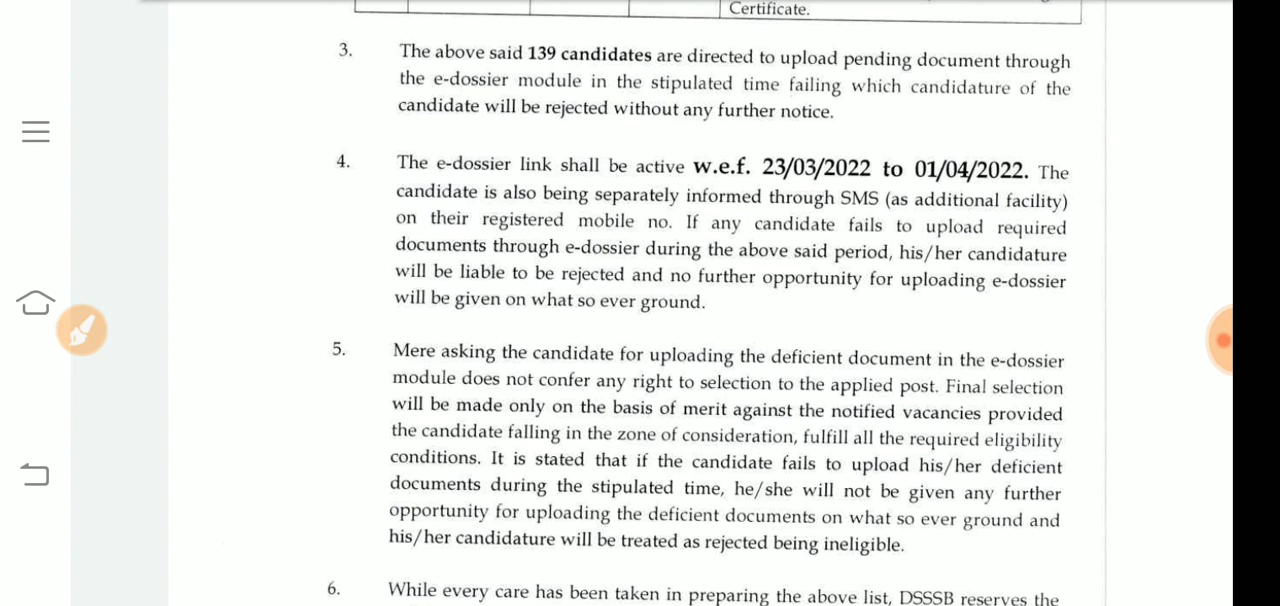 Certificate.
3. The above said 139 candidates are directed to upload pending document through
the e-dossier module in the stipulated time failing which candidature of the
candidate will be rejected without any further notice.
4. The e-dossier link shall be active w.e.f. 23/03/2022 to 01/04/2022. The
candidate is also being separately informed through SMS (as additional facility)
on their registered mobile no. If any candidate fails to upload required
documents through e-dossier during the above said period, his/her candidature
will be liable to be rejected and no further opportunity for uploading e-dossier
will be given on what so ever ground.
5. Mere asking the candidate for uploading the deficient document in the e-dossier
module does not confer any right to selection to the applied post. Final selection
will be made only on the basis of merit against the notified vacancies provided
the candidate falling in the zone of consideration, fulfill all the required eligibility
conditions. It is stated that if the candidate fails to upload his/her deficient
documents during the stipulated time, he/she will not be given any further
opportunity for uploading the deficient documents on what so ever ground and
his/her candidature will be treated as rejected being ineligible.
6. While every care has been taken in preparing the above list, DSSSB reserves the